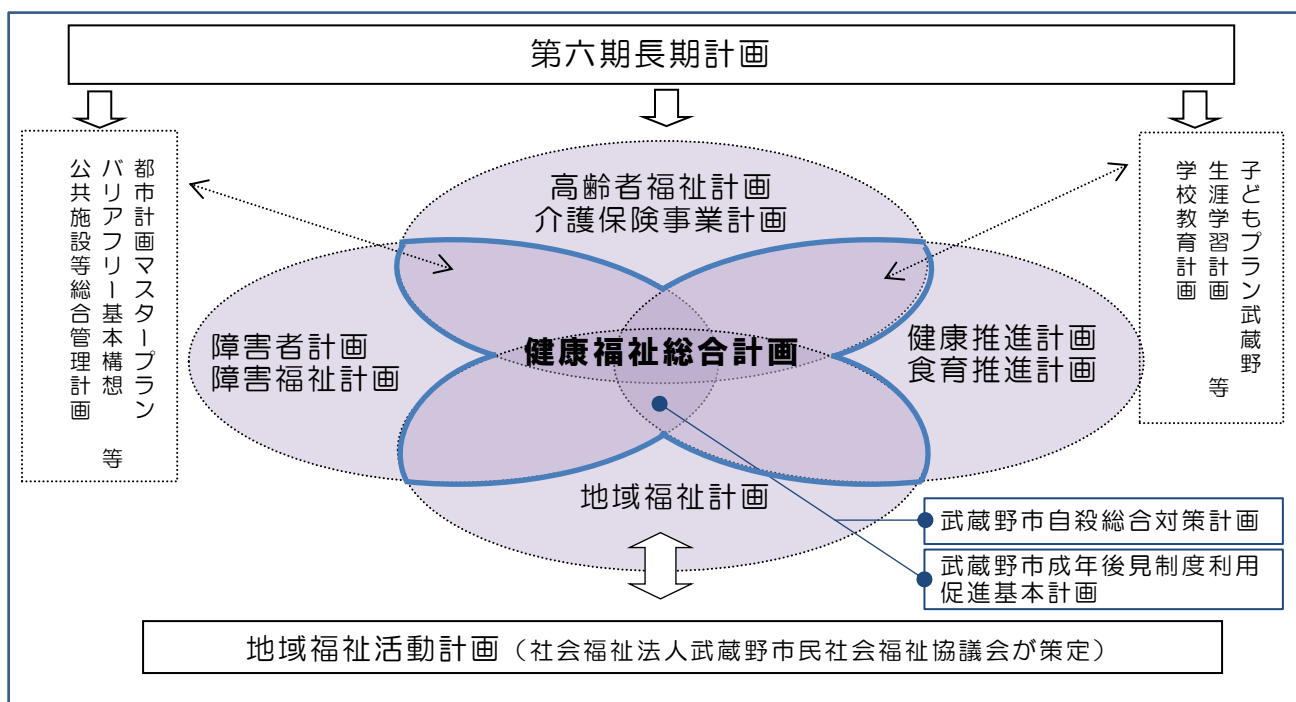 第六期長期計画
都市計画マスタープラン
バリアフリー基本構想　等
公共施設等総合管理計画
高齢者福祉計画
介護保険事業計画
子どもプラン武蔵野
生涯学習計画　等
学校教育計画
障害者計画
障害福祉計画
健康福祉総合計画
健康推進計画
食育推進計画
地域福祉計画
武蔵野市自殺総合対策計画
武蔵野市成年後見制度利用
促進基本計画
地域福祉活動計画（社会福祉法人武蔵野市民社会福祉協議会が策定）